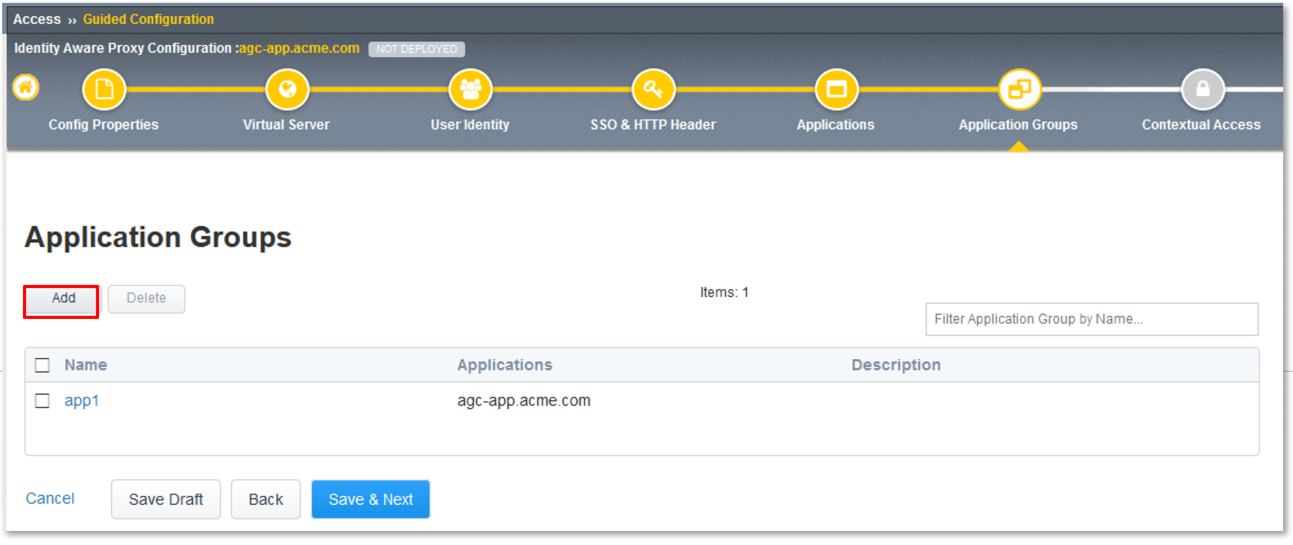 Access ›› Guided Configuration
Identity Aware Proxy Configuration :agc-app.acme.com NOT DEPLOYED
Config Properties Virtual Server User Identity SSO & HTTP Header Applications Application Groups Contextual Access
Application Groups
Add Delete Items: 1
Filter Application Group by Name...
Name Applications Description
app1 agc-app.acme.com
Cancel Save Draft Back Save & Next